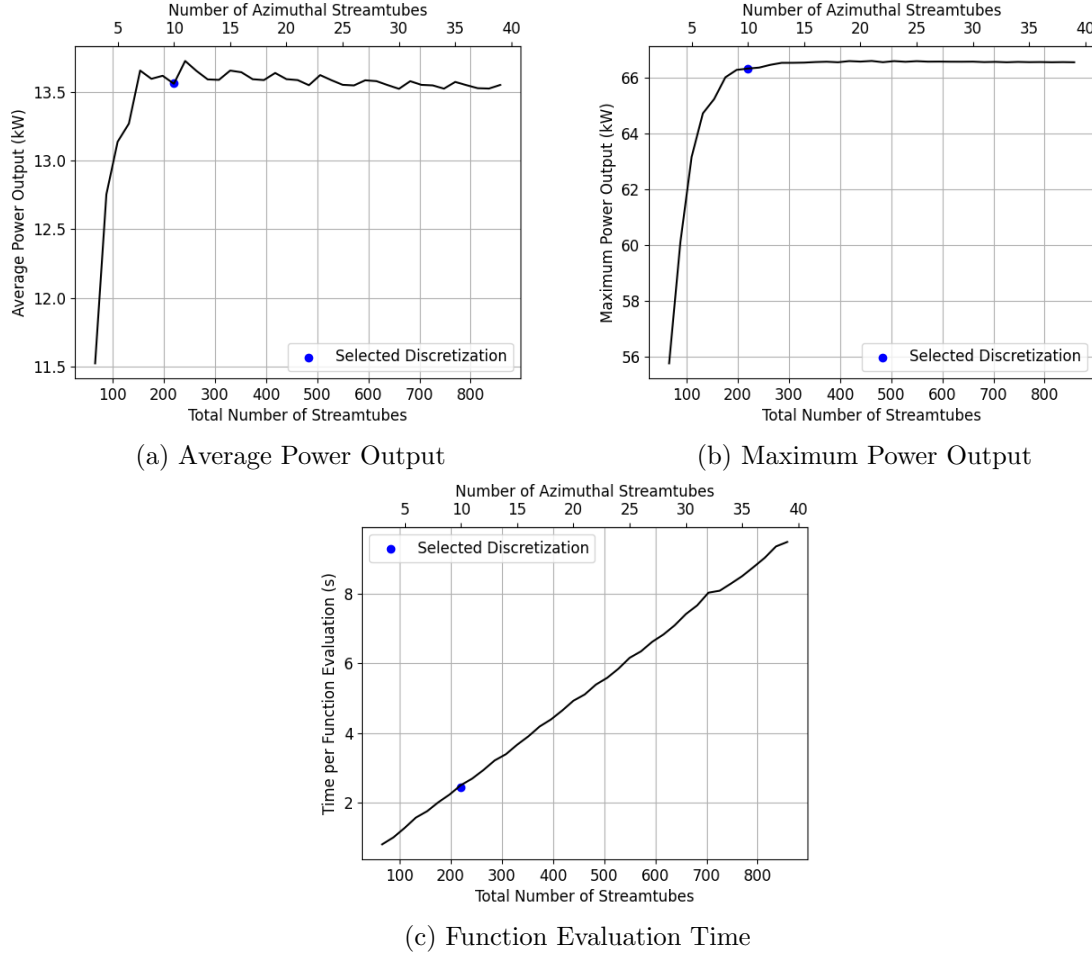 Number of Azimuthal Streamtubes
5 10 15 20 25 30 35 39
Average Power Output (kW)
13.5
13.0
12.5
12.0
11.5
Selected Discretization
100 200 300 400 500 600 700 800
Total Number of Streamtubes
(a) Average Power Output
Number of Azimuthal Streamtubes
5 10 15 20 25 30 35 40
Maximum Power Output (kW)
66
64
62
60
58
56
Selected Discretization
100 200 300 400 500 600 700 800
Total Number of Streamtubes
(b) Maximum Power Output
Number of Azimuthal Streamtubes
5 10 15 20 25 30 35 40
Selected Discretization
Time per Function Evaluation (s)
8
6
4
2
100 200 300 400 500 600 700 800
Total Number of Streamtubes
(c) Function Evaluation Time